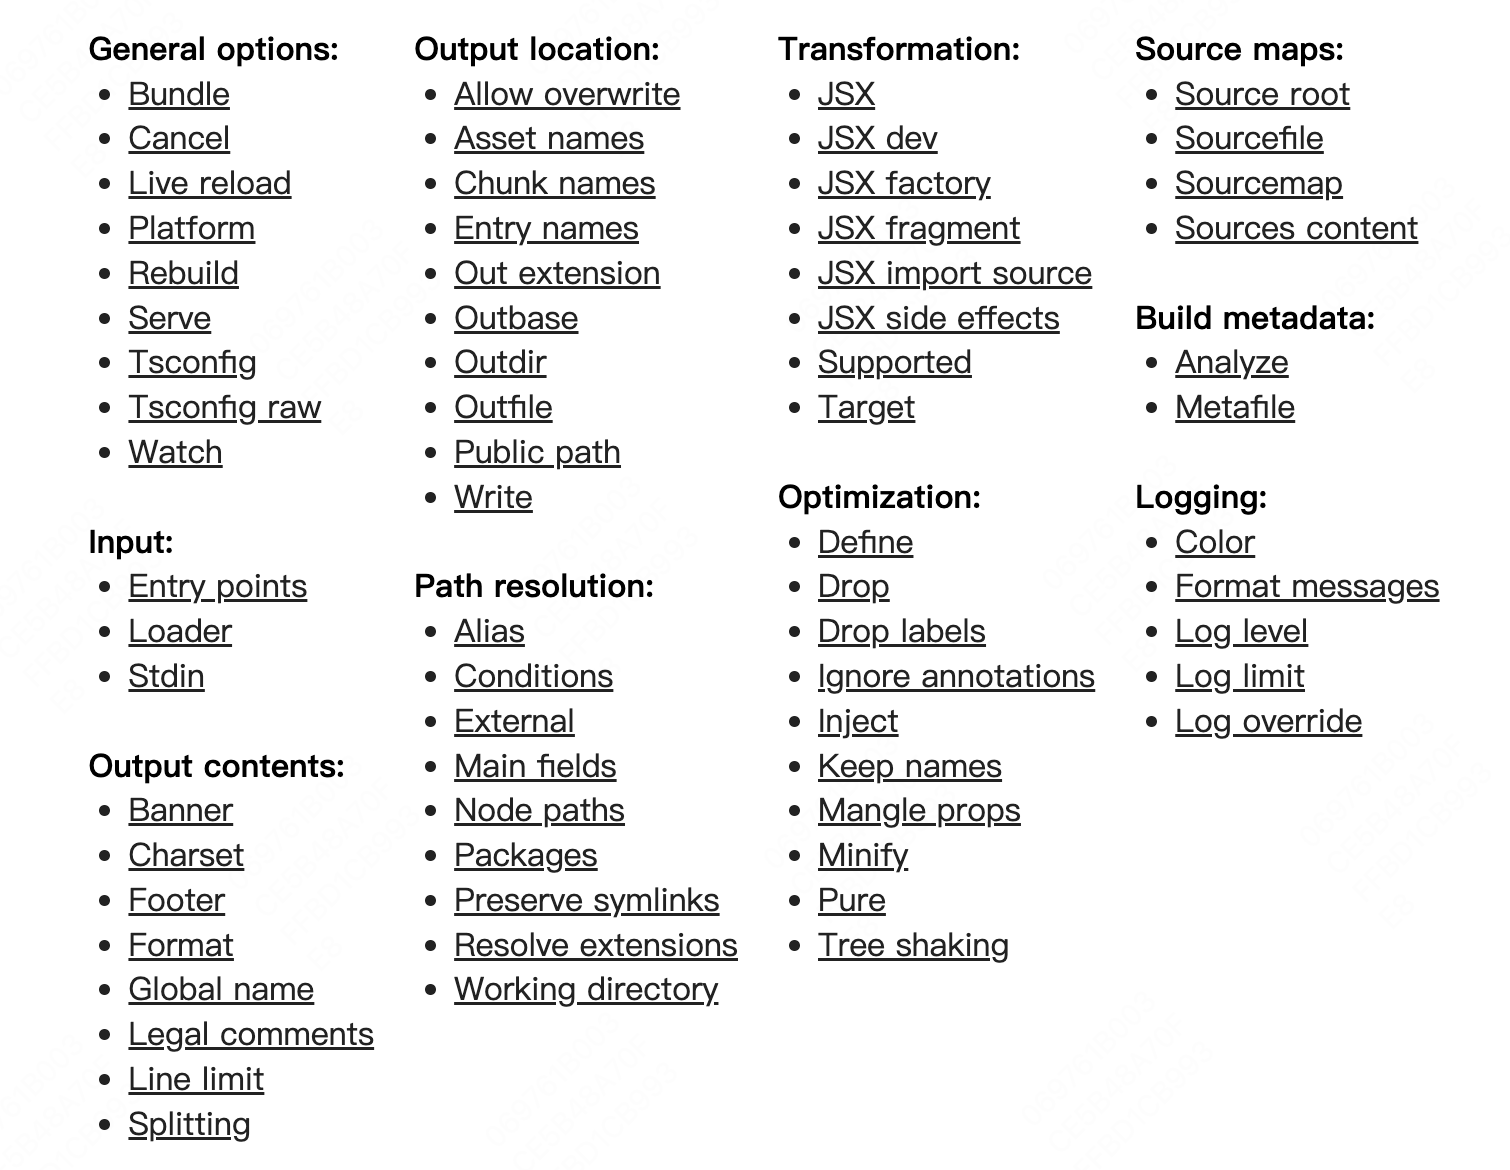 General options:
Bundle
Cancel
Live reload
Platform
Rebuild
Serve
Tsconfig
Tsconfig raw
Watch
Input:
Entry points
Loader
Stdin
Output contents:
Banner
Charset
Footer
Format
Global name
Legal comments
Line limit
Splitting
Output location:
Allow overwrite
Asset names
Chunk names
Entry names
Out extension
Outbase
Outdir
Outfile
Public path
Write
Path resolution:
Alias
Conditions
External
Main fields
Node paths
Packages
Preserve symlinks
Resolve extensions
Working directory
Transformation:
JSX
JSX dev
JSX factory
JSX fragment
JSX import source
JSX side effects
Supported
Target
Optimization:
Define
Drop
Drop labels
Ignore annotations
Inject
Keep names
Mangle props
Minify
Pure
Tree shaking
Source maps:
Source root
Sourcefile
Sourcemap
Sources content
Build metadata:
Analyze
Metafile
Logging:
Color
Format messages
Log level
Log limit
Log override